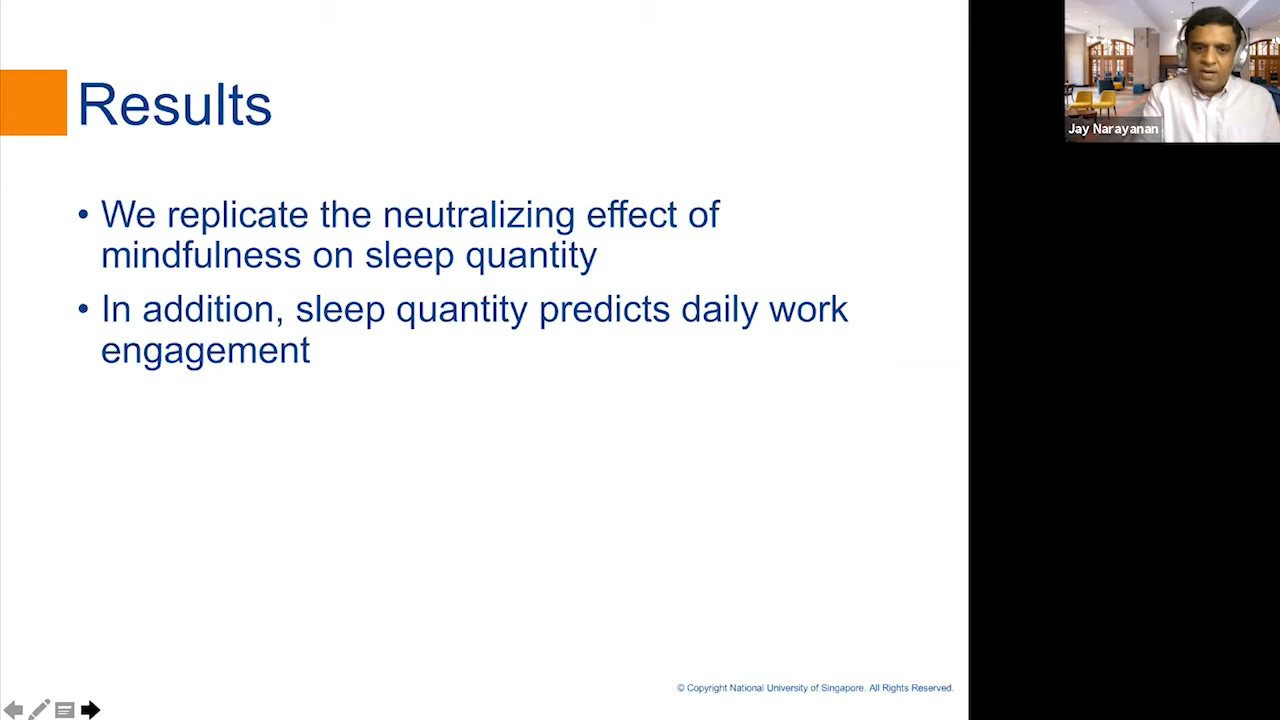 Results
• We replicate the neutralizing effect of
mindfulness on sleep quantity
• In addition, sleep quantity predicts daily work
engagement
© Copyright National University of Singapore. All Rights Reserved.
Jay Narayanan